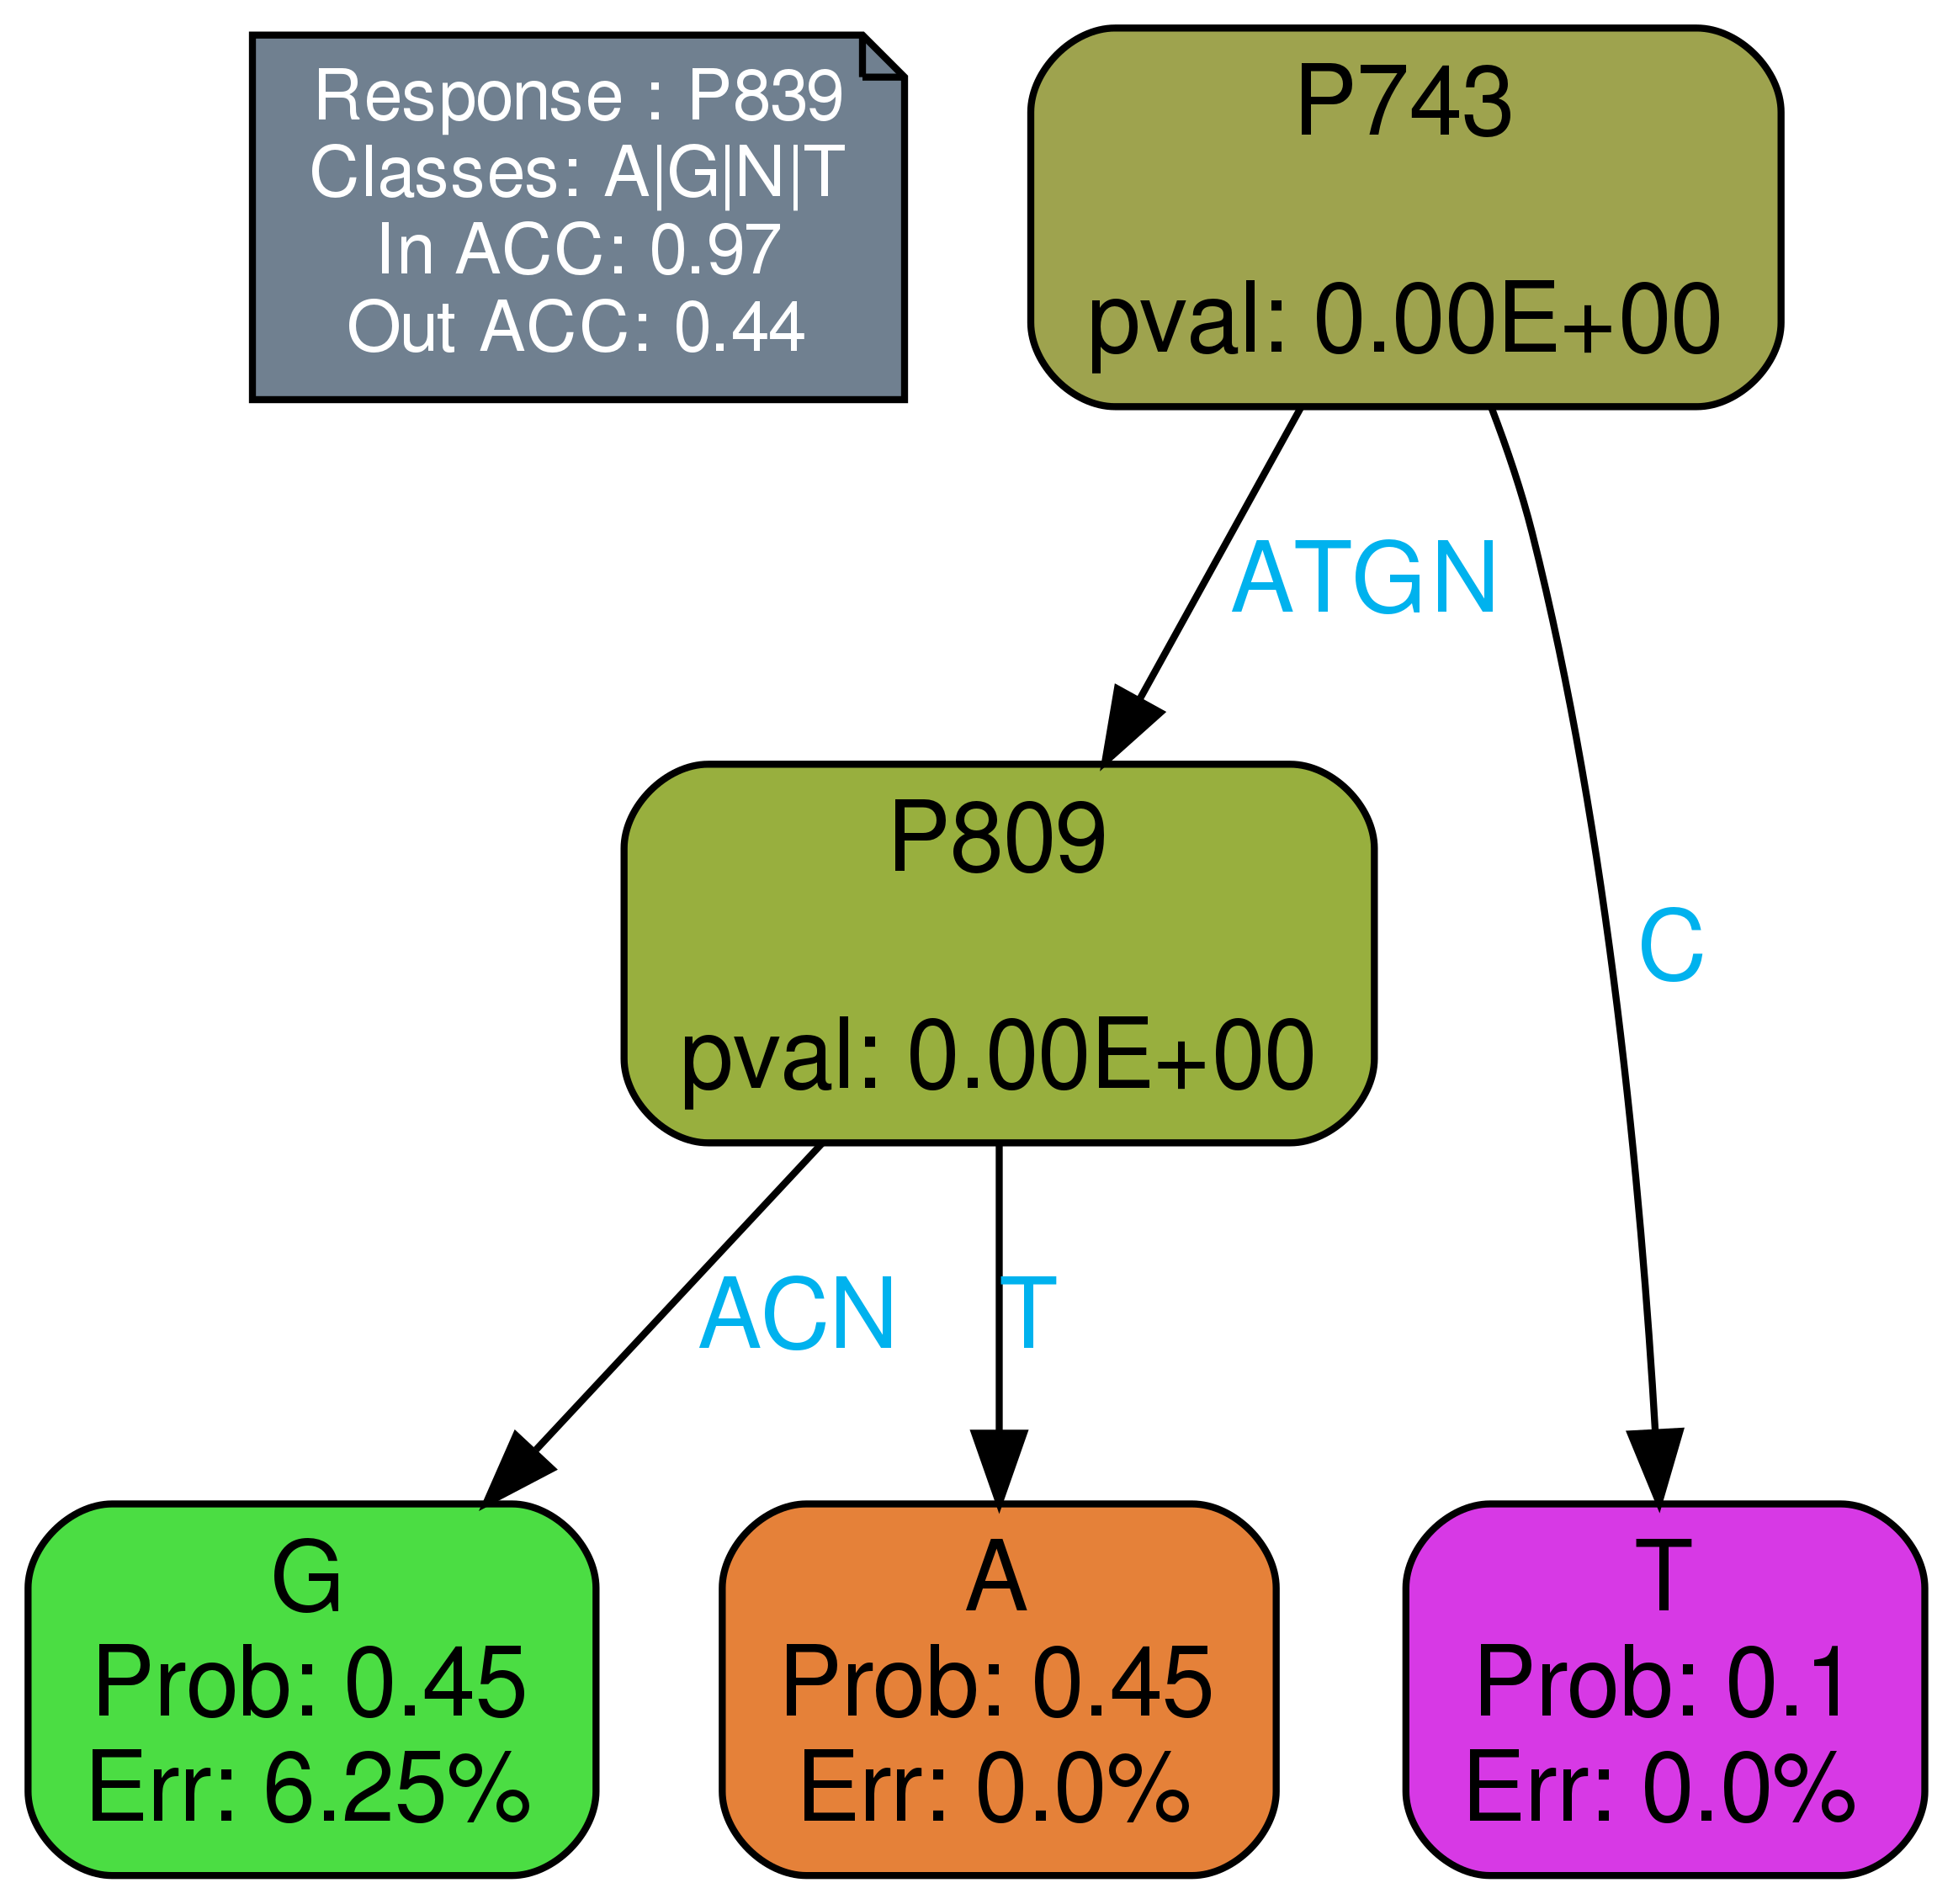 Response : P839
Classes: A|G|N|T
In ACC: 0.97
Out ACC: 0.44
P743
pval: 0.00E+00
ATGN
C
P809
pval: 0.00E+00
ACN
T
G
Prob: 0.45
Err: 6.25%
A
Prob: 0.45
Err: 0.0%
T
Prob: 0.1
Err: 0.0%